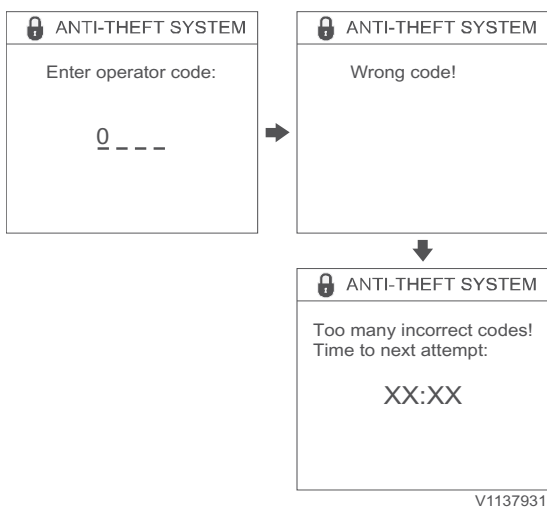 ANTI-THEFT SYSTEM
Enter operator code:
0 _ _ _
ANTI-THEFT SYSTEM
Wrong code!
ANTI-THEFT SYSTEM
Too many incorrect codes!
Time to next attempt:
XX:XX
V1137931